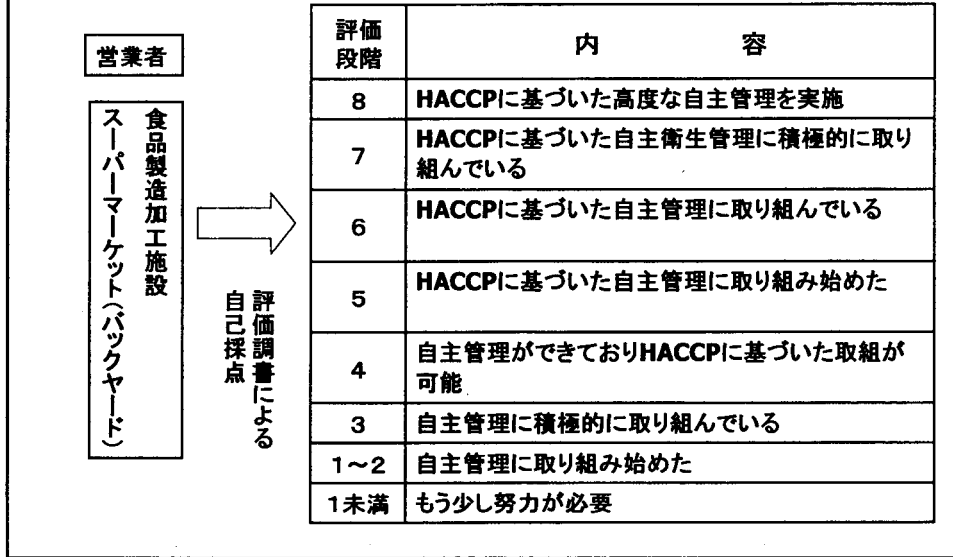 営業者
食品製造加工施設
スーパーマーケット（バックヤード）
評価調書による
自己採点
評価
段階
内　　容
8
HACCPに基づいた高度な自主管理を実施
7
HACCPに基づいた自主衛生管理に積極的に取り
組んでいる
6
HACCPに基づいた自主管理に取り組んでいる
5
HACCPに基づいた自主管理に取り組み始めた
4
自主管理ができておりHACCPに基づいた取組が
可能
3
自主管理に積極的に取り組んでいる
1～2
自主管理に取り組み始めた
1未満
もう少し努力が必要